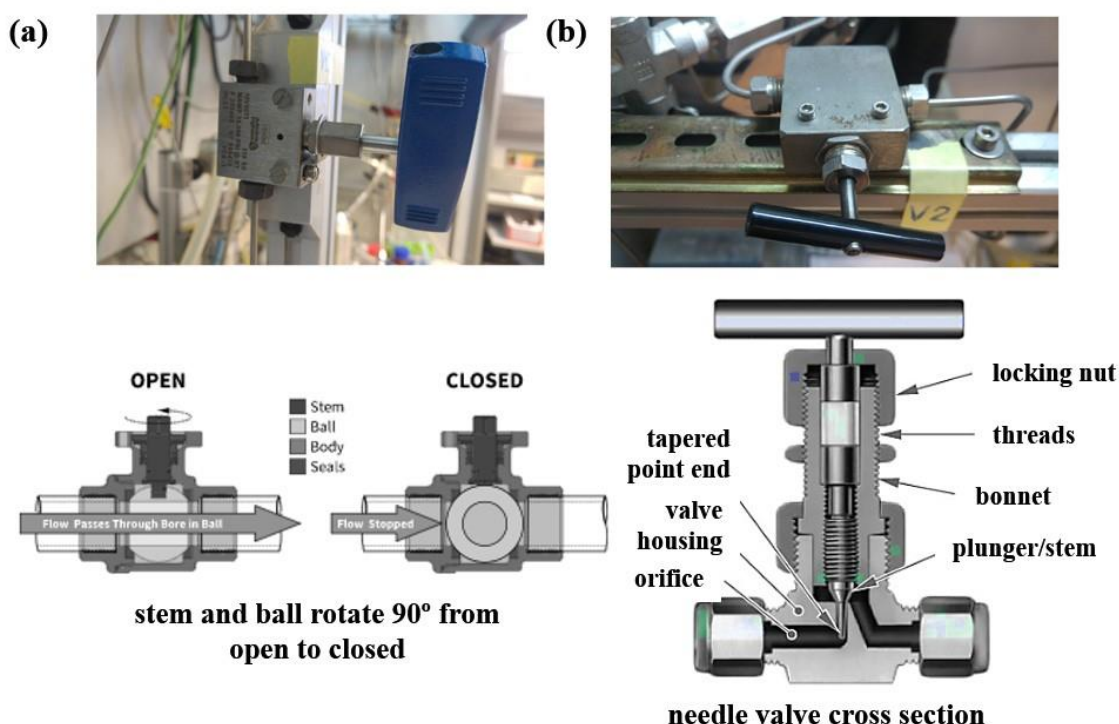 (a)
(b)
V2
OPEN
CLOSED
Stem
Ball
Body
Seals
Flow Passes Through Bore in Ball
Flow Stopped
stem and ball rotate 90º from
open to closed
locking nut
threads
bonnet
plunger/stem
tapered
point end
valve
housing
orifice
needle valve cross section